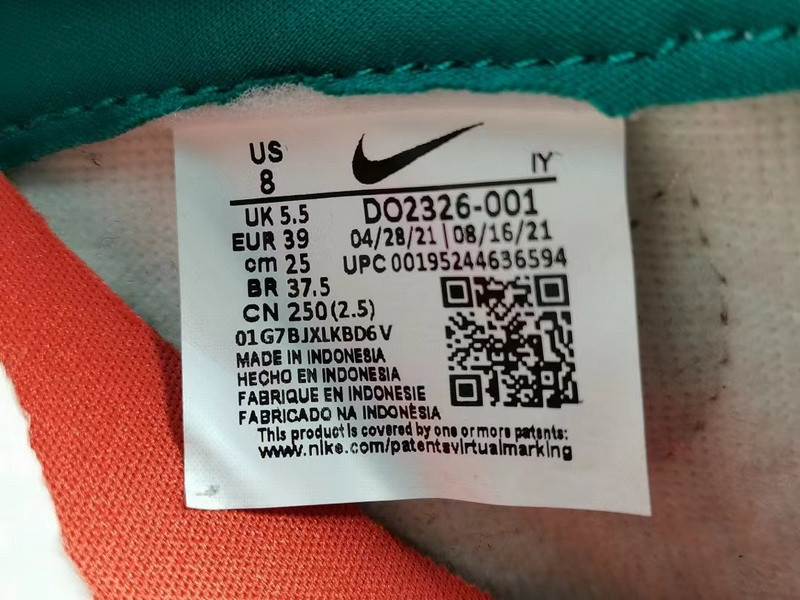 US
8
IY
UK 5.5
EUR 39
cm 25
BR 37.5
CN 250(2.5)
DO2326-001
04/28/21 | 08/16/21
UPC 00195244636594
01G7BJXLKBD6V
MADE IN INDONESIA
HECHO EN INDONESIA
FABRIQUE EN INDONESIE
FABRICADO NA INDONÉSIA
This product is covered by one or more patents:
www.nike.com/patentsvirtualmarking